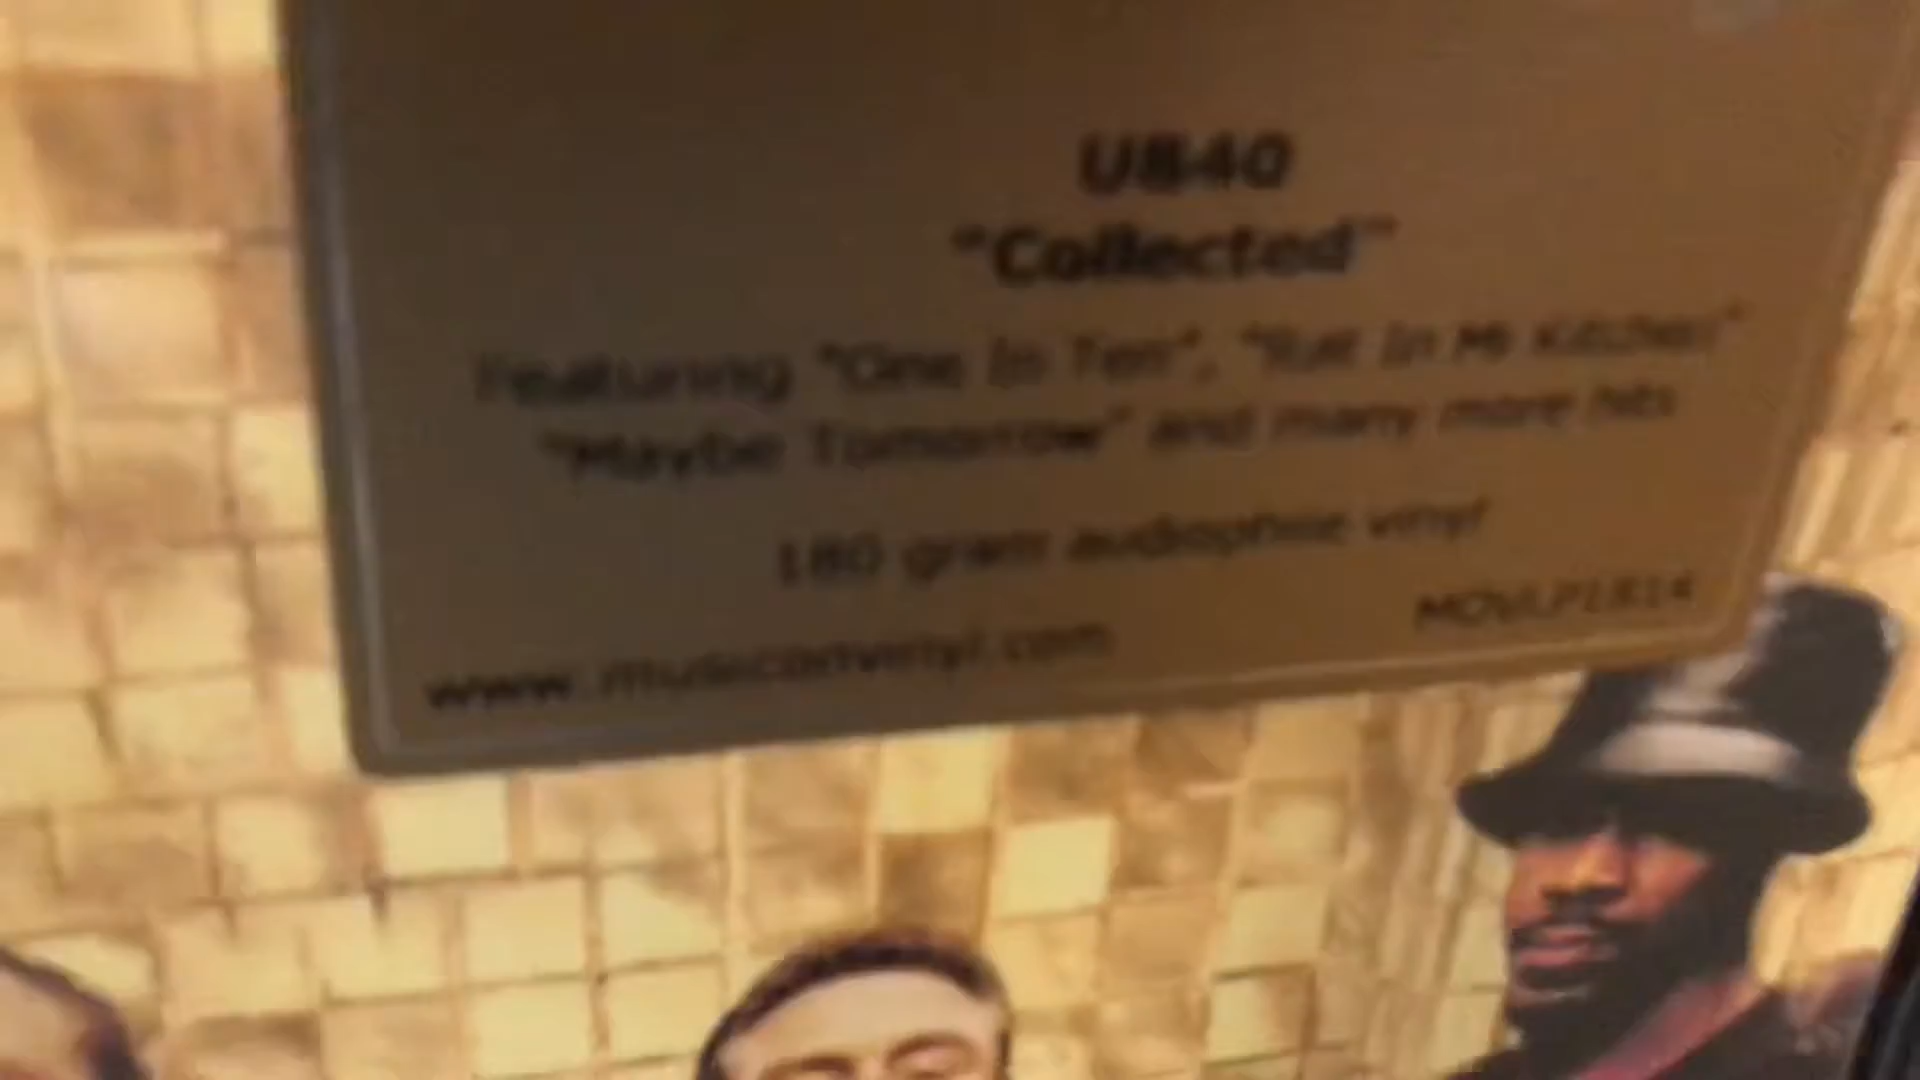 UB40
"Collected"
Featuring "One In Ten", "Rat In Mi Kitchen"
"Maybe Tomorrow" and many more hits
180 gram audiophile vinyl
www.musiconvinyl.com